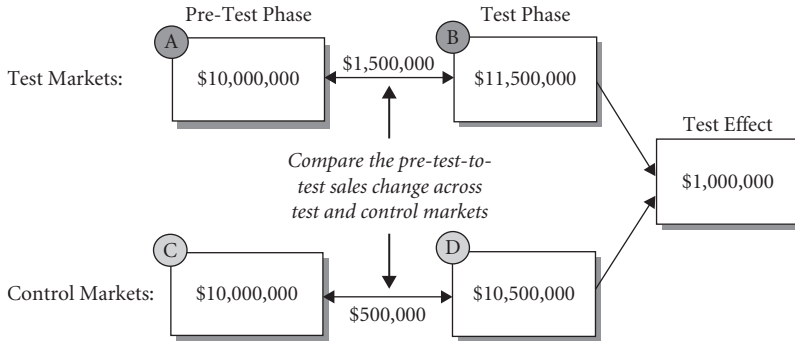 Pre-Test Phase
Test Phase
A
B
Test Markets:
$10,000,000
$1,500,000
$11,500,000
Test Effect
$1,000,000
Compare the pre-test-to-
test sales change across
test and control markets
C
D
Control Markets:
$10,000,000
$500,000
$10,500,000